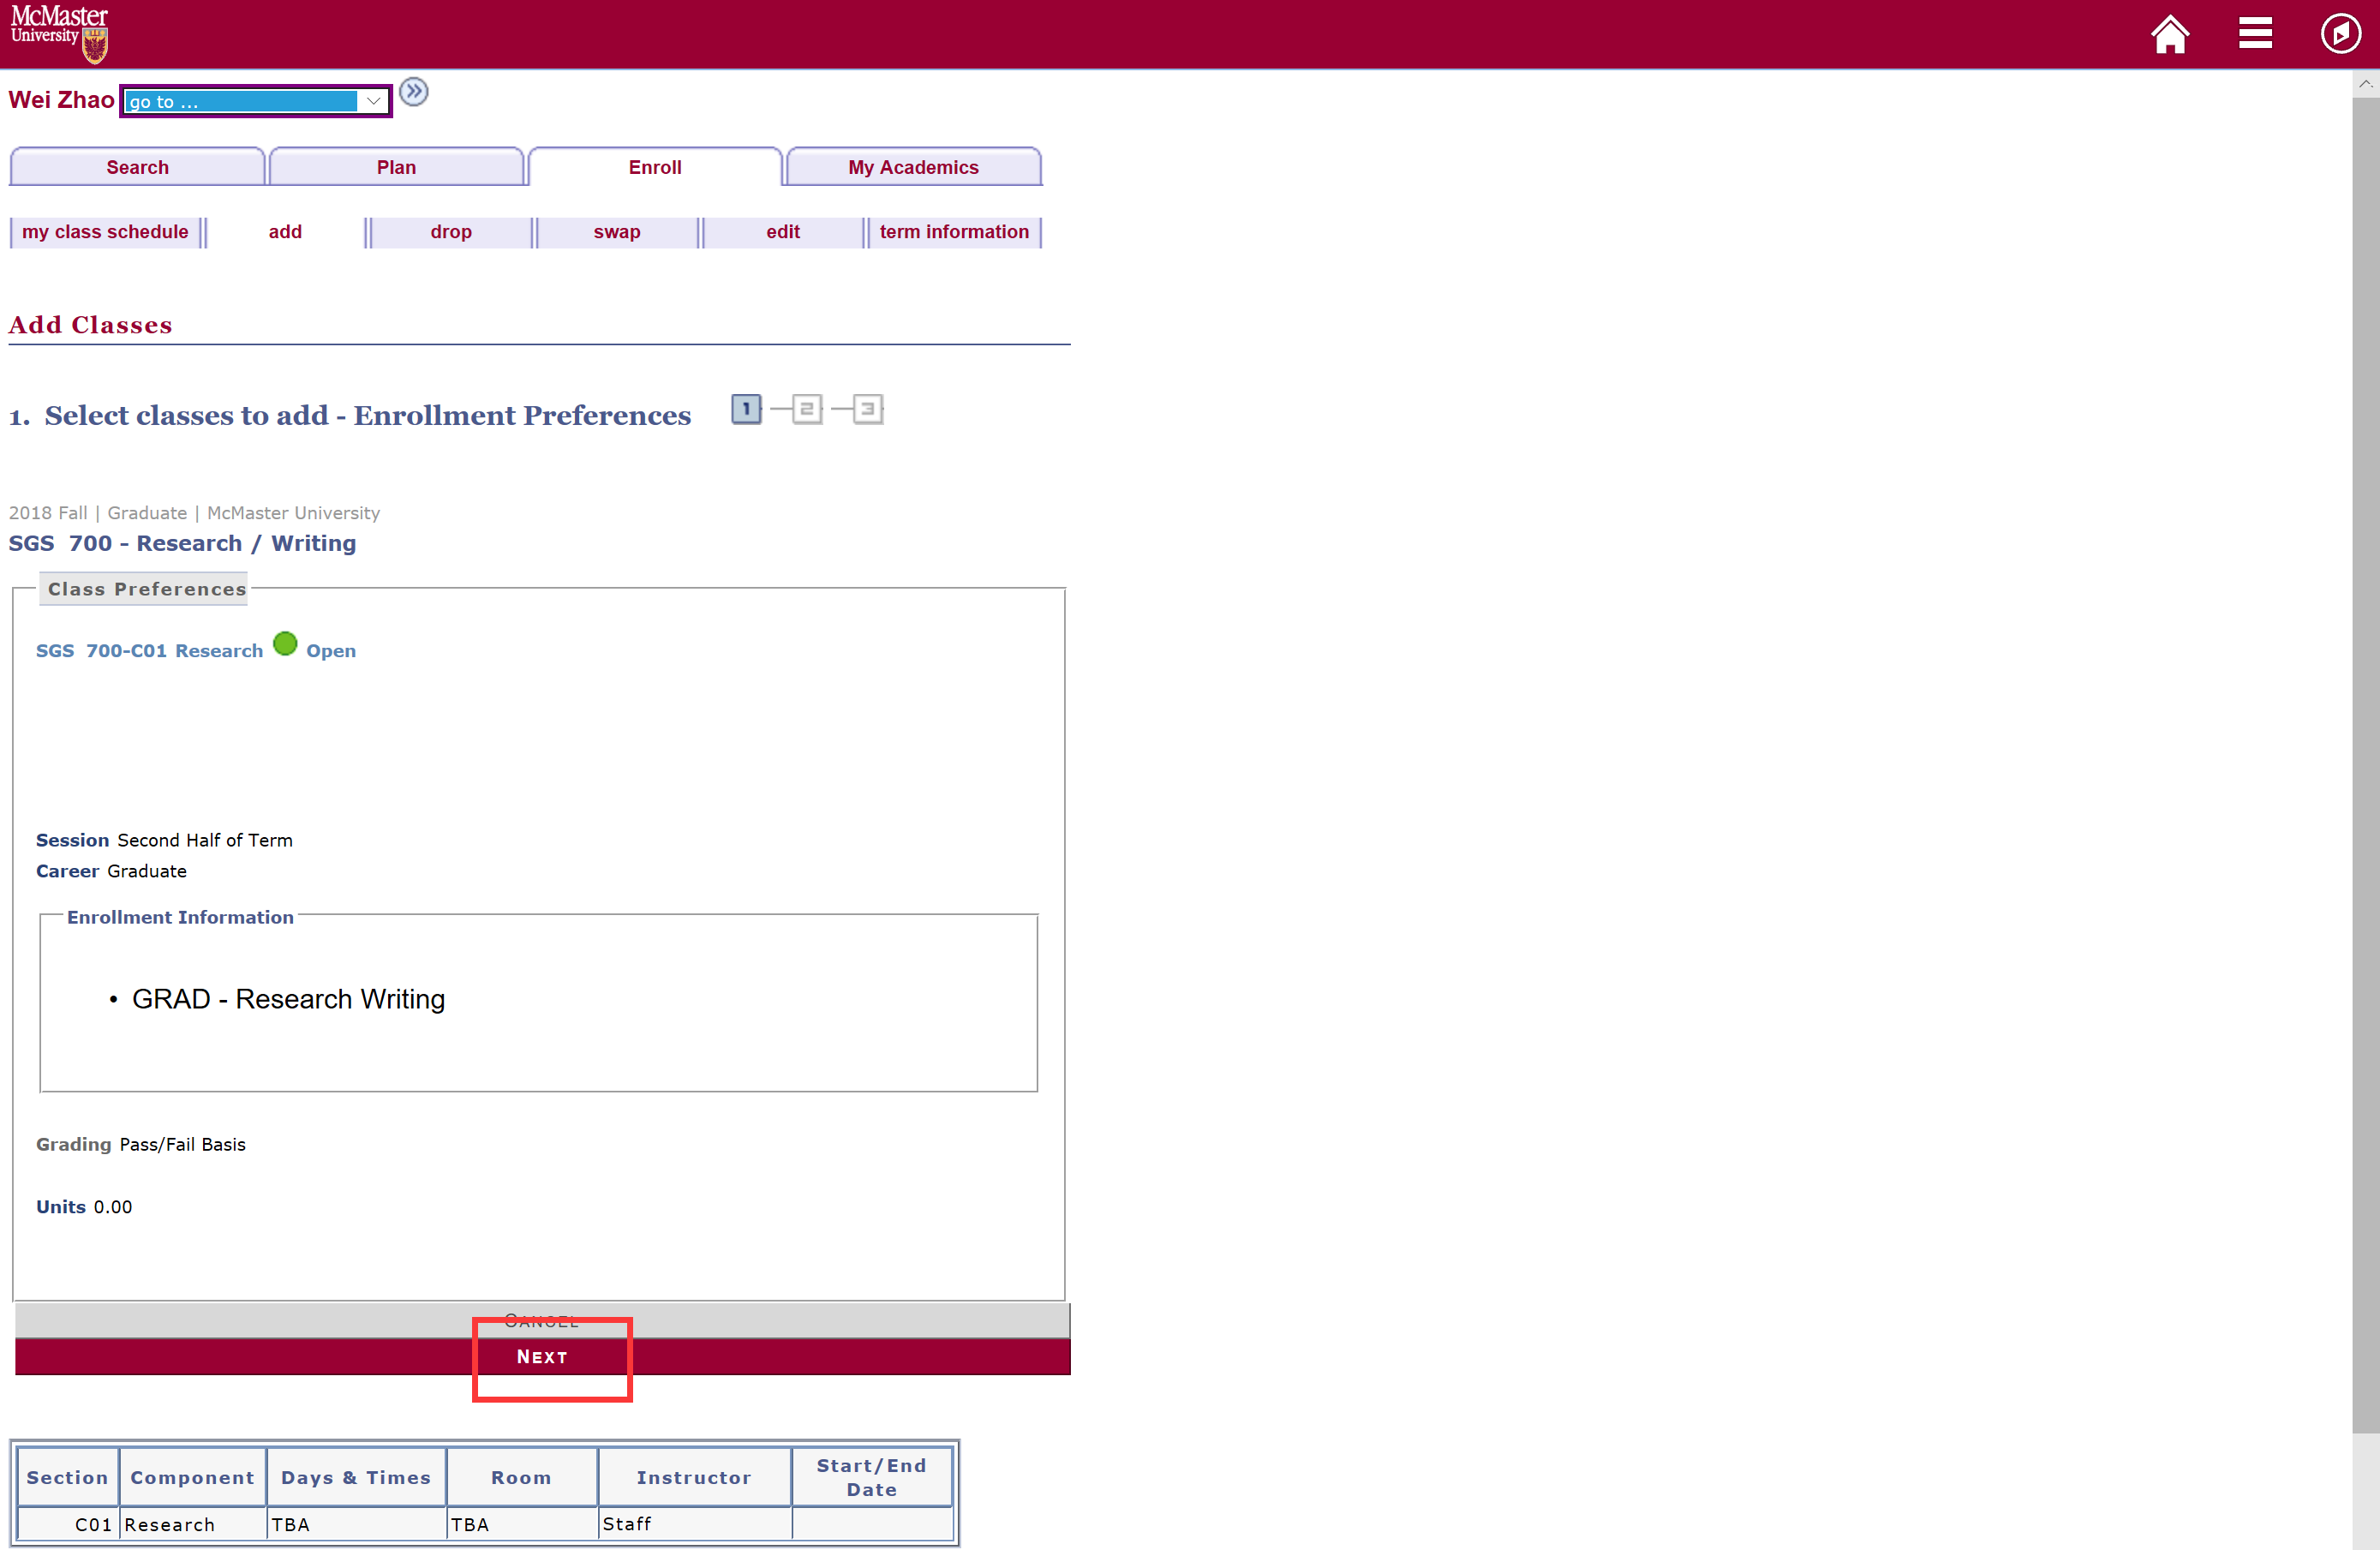 McMaster
University
Wei Zhao go to ...
Search Plan Enroll My Academics
my class schedule add drop swap edit term information
Add Classes
1. Select classes to add - Enrollment Preferences 1 2 3
2018 Fall | Graduate | McMaster University
SGS 700 - Research / Writing
Class Preferences
SGS 700-C01 Research Open
Session Second Half of Term
Career Graduate
Enrollment Information
• GRAD - Research Writing
Grading Pass/Fail Basis
Units 0.00
CANCEL
NEXT
Section Component Days & Times Room Instructor Start/End Date
C01 Research TBA TBA Staff